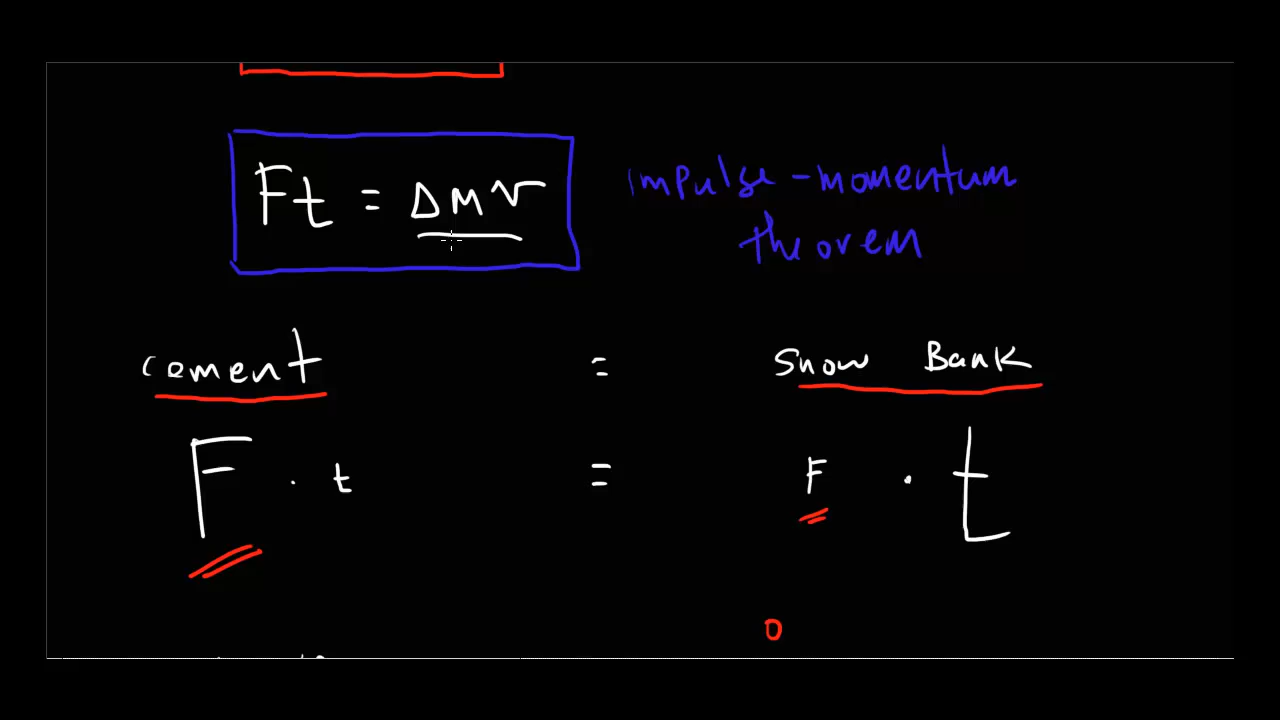 Ft = ΔMV
impulse-momentum
theorem
cement = Snow Bank
F · t = F · t
0